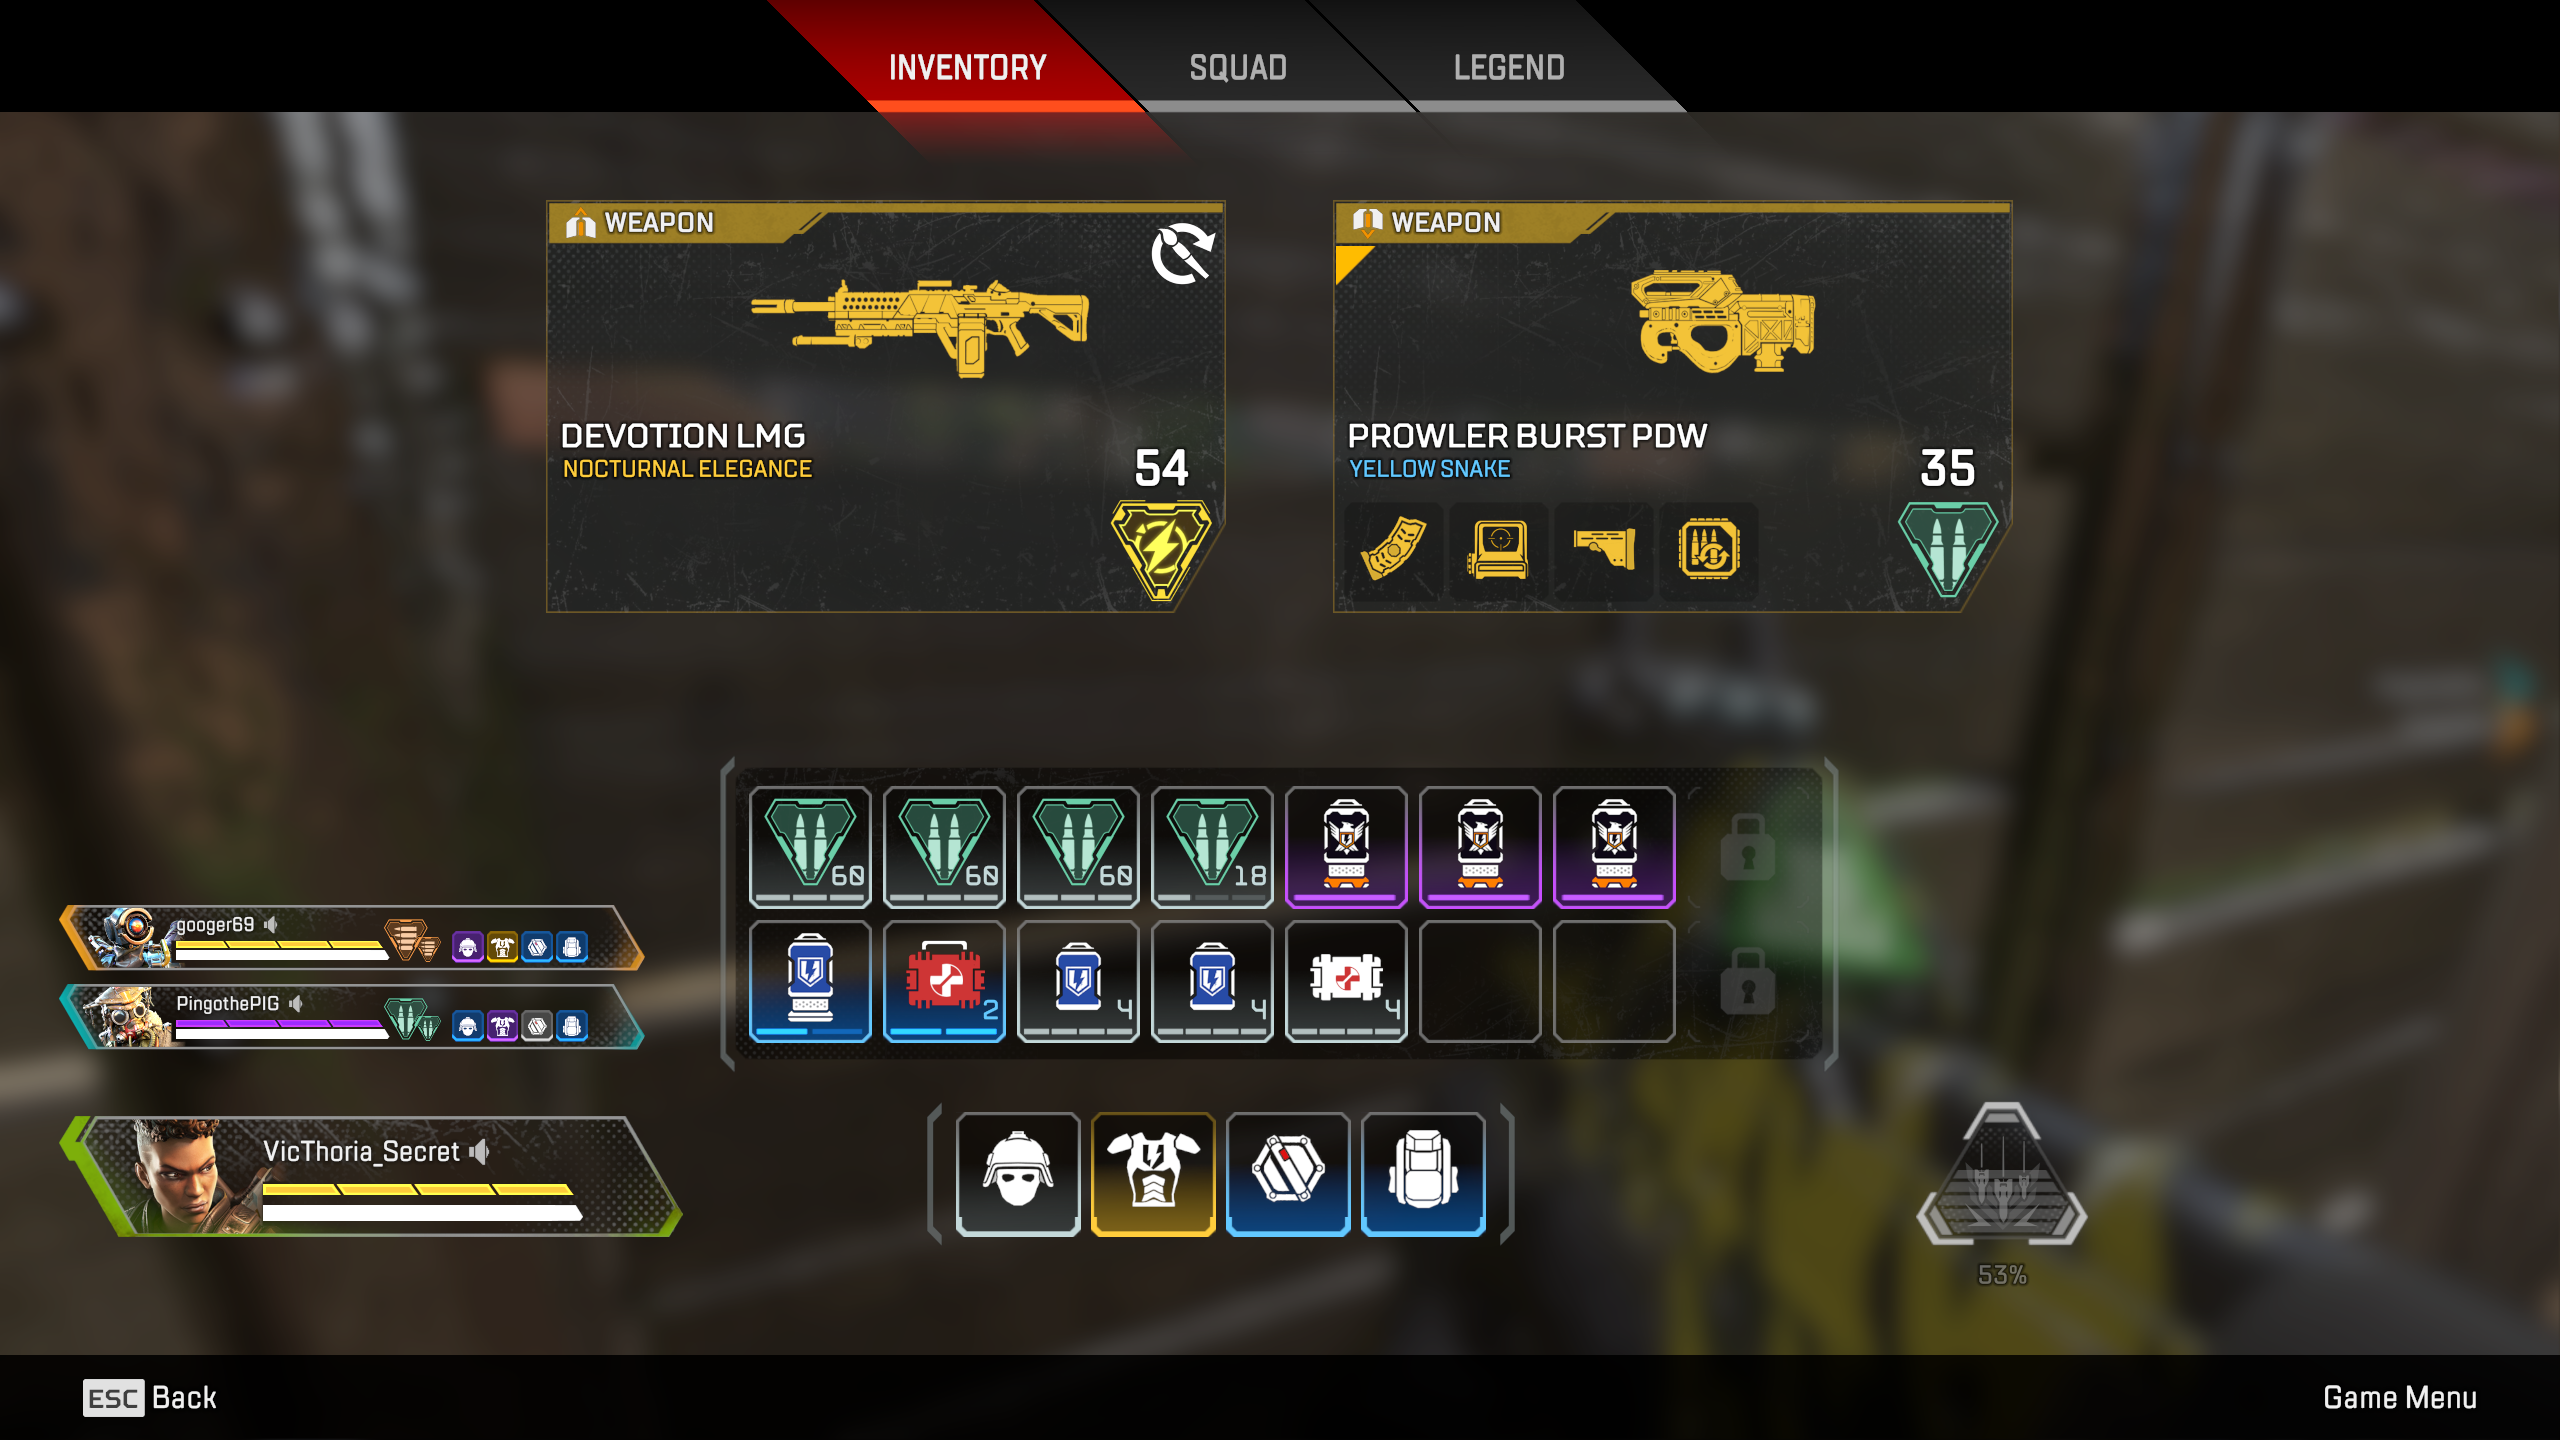 INVENTORY
SQUAD
LEGEND
WEAPON
DEVOTION LMG
NOCTURNAL ELEGANCE
54
WEAPON
PROWLER BURST PDW
YELLOW SNAKE
35
60
60
60
18
2
4
4
4
googer69
PingothePIG
VicThoria_Secret
53%
ESC Back
Game Menu